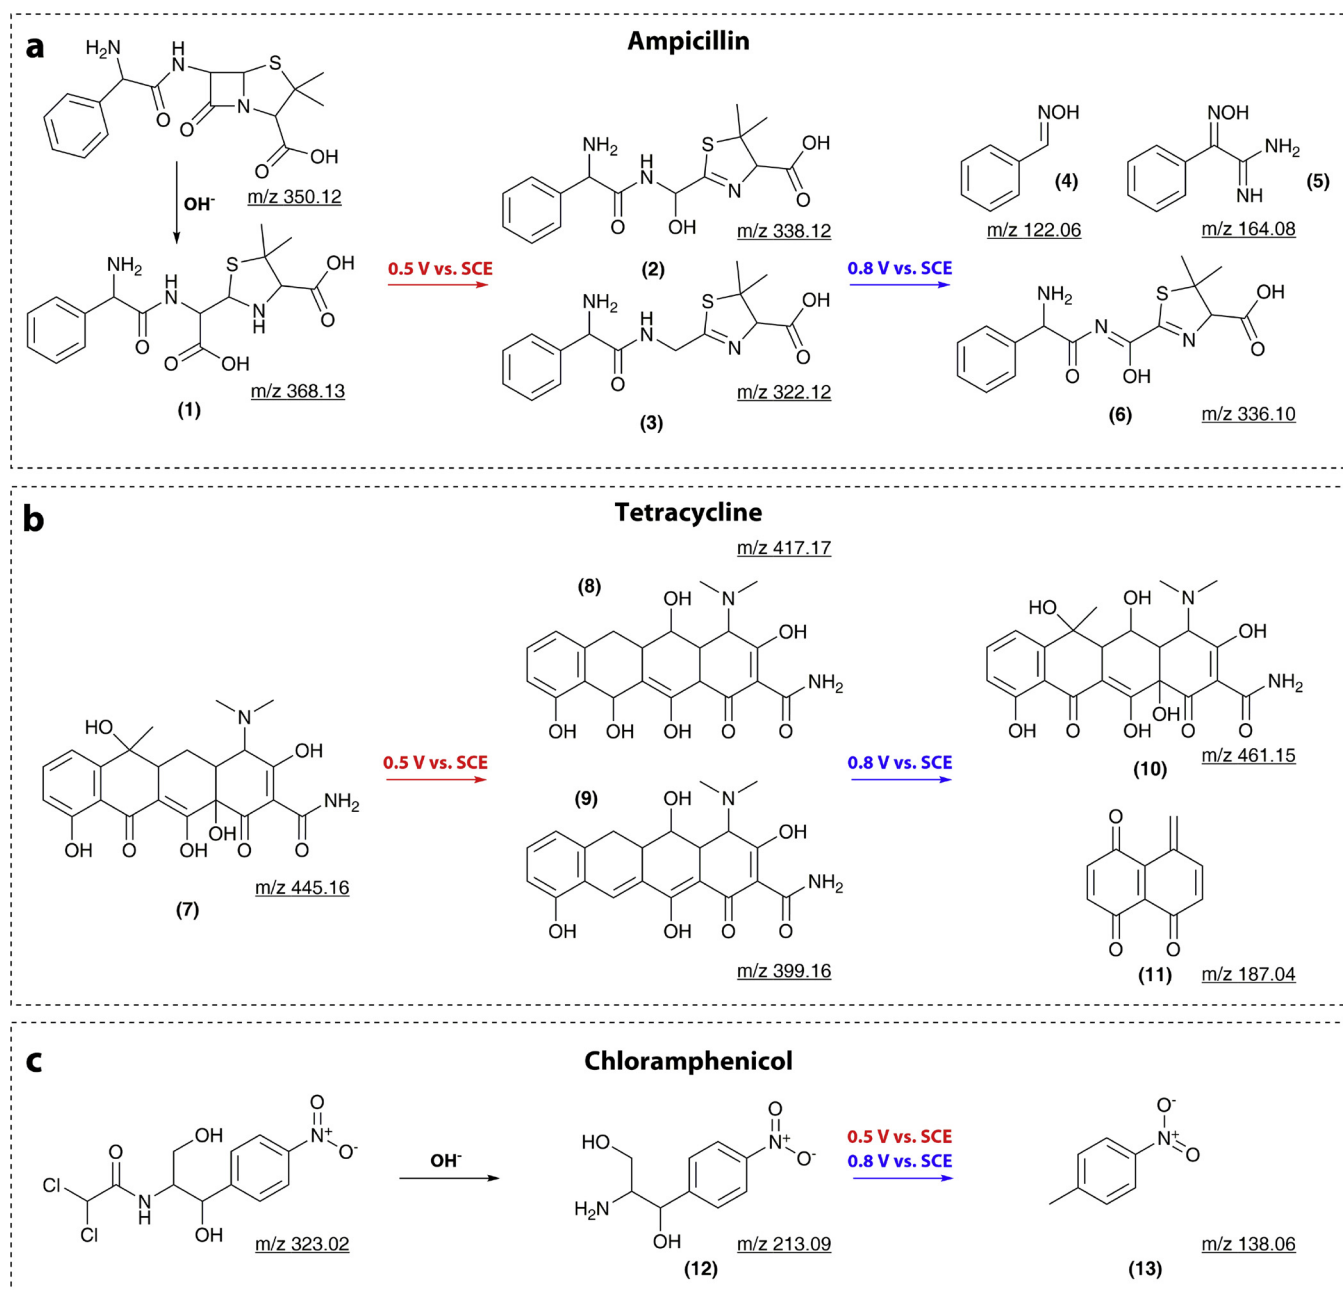 a
Ampicillin
H₂N
H
N
S
O
O
N
O
OH
m/z 350.12
OH⁻
NH₂
H
N
S
N
H
O
OH
O
O
OH
m/z 368.13
(1)
0.5 V vs. SCE
NH₂
H
N
O
OH
S
N
OH
O
m/z 338.12
(2)
NH₂
H
N
O
S
N
OH
O
m/z 322.12
(3)
0.8 V vs. SCE
NOH
(4)
m/z 122.06
NOH
NH₂
NH
(5)
m/z 164.08
NH₂
O
N
OH
S
N
OH
O
(6)
m/z 336.10
b
Tetracycline
HO
N
OH
NH₂
OH
O
OH
OH
O
O
m/z 445.16
(7)
0.5 V vs. SCE
m/z 417.17
(8)
OH
N
OH
NH₂
OH
OH
OH
O
O
(9)
OH
N
OH
NH₂
OH
OH
O
O
m/z 399.16
0.8 V vs. SCE
HO
OH
N
OH
NH₂
OH
O
OH
OH
O
O
m/z 461.15
(10)
O
O
O
(11)
m/z 187.04
c
Chloramphenicol
Cl
Cl
O
N
H
OH
OH
O
N⁺
O⁻
m/z 323.02
OH⁻
HO
H₂N
OH
O
N⁺
O⁻
m/z 213.09
(12)
0.5 V vs. SCE
0.8 V vs. SCE
O⁻
N⁺
O
m/z 138.06
(13)